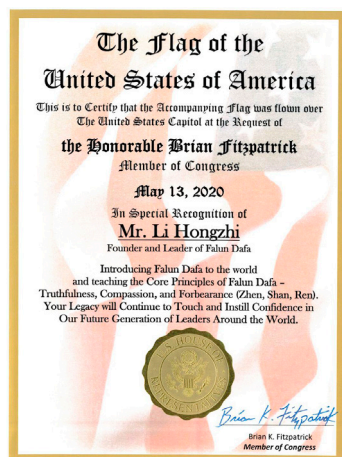 The Flag of the
United States of America
This is to Certify that the Accompanying Flag was flown over
The United States Capitol at the Request of
the Honorable Brian Fitzpatrick
Member of Congress
May 13, 2020
In Special Recognition of
Mr. Li Hongzhi
Founder and Leader of Falun Dafa
Introducing Falun Dafa to the world
and teaching the Core Principles of Falun Dafa –
Truthfulness, Compassion, and Forbearance (Zhen, Shan, Ren).
Your Legacy will Continue to Touch and Instill Confidence in
Our Future Generation of Leaders Around the World.
U.S. HOUSE OF
REPRESENTATIVES
Brian K. Fitzpatrick
Brian K. Fitzpatrick
Member of Congress